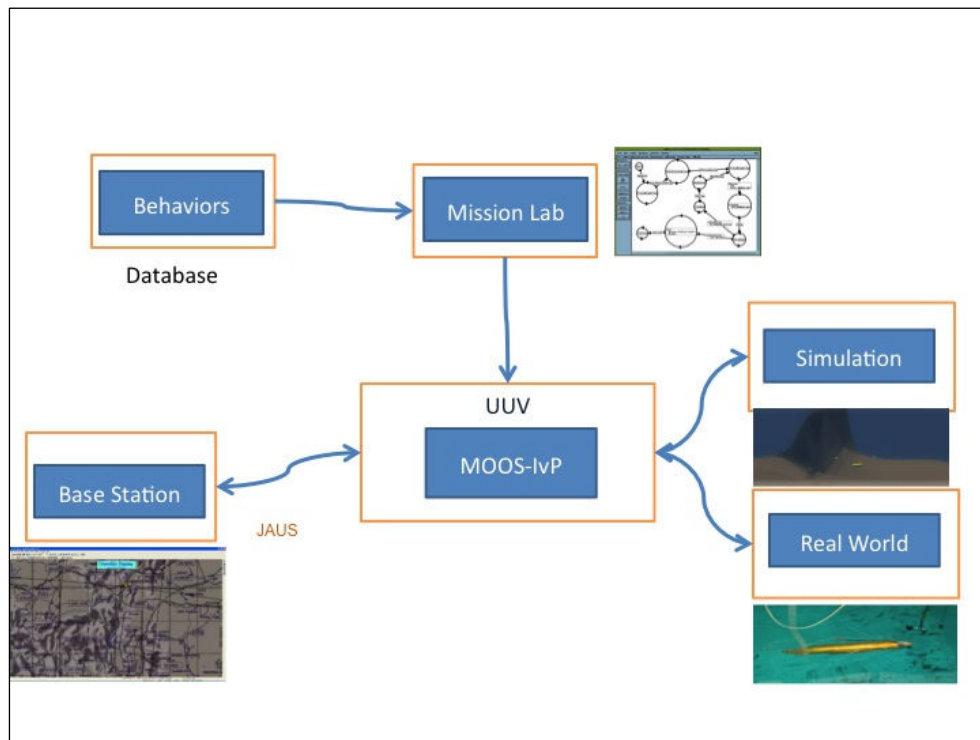 Behaviors
Mission Lab
Database
Simulation
UUV
MOOS-IvP
Base Station
JAUS
Real World